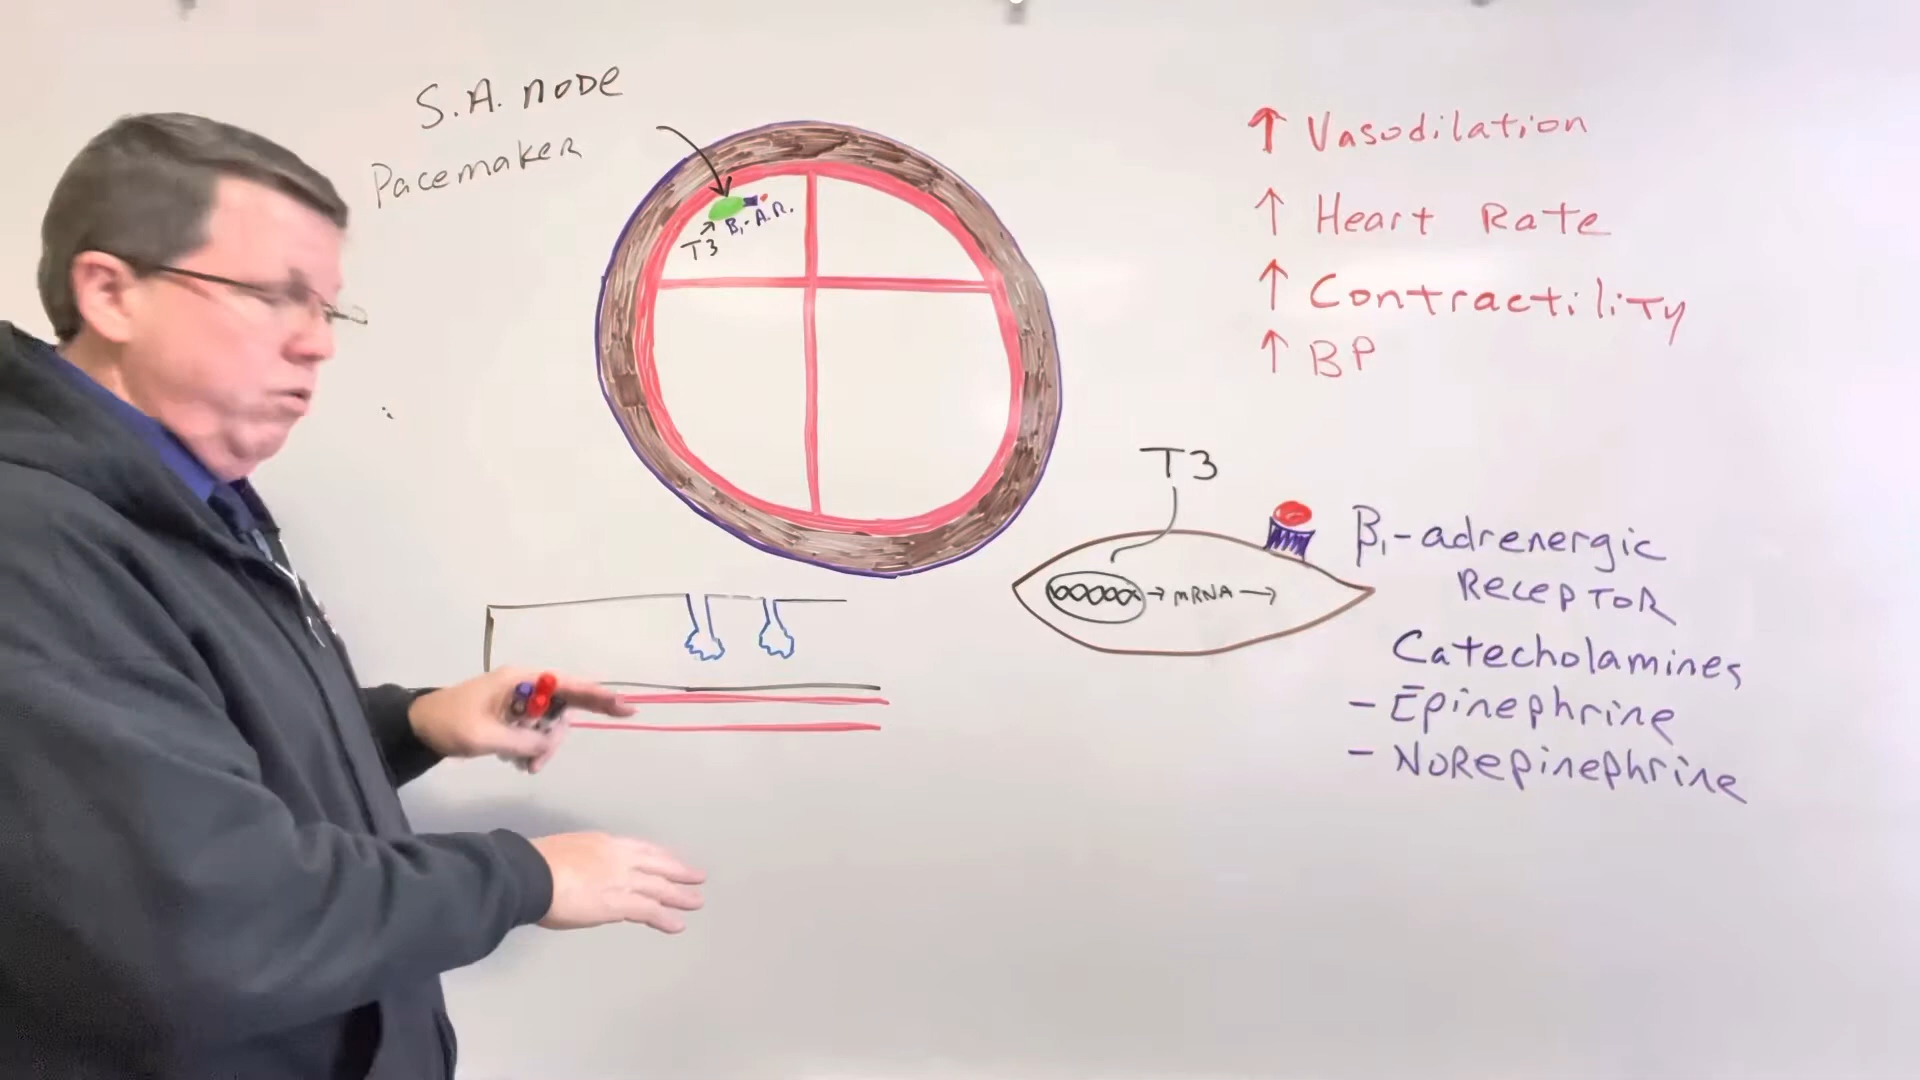 S.A. node
Pacemaker
T3
B₁-A.R.
↑ Vasodilation
↑ Heart Rate
↑ Contractility
↑ BP
T3
→ mRNA →
β₁-adrenergic
Receptor
Catecholamines
- Epinephrine
- Norepinephrine